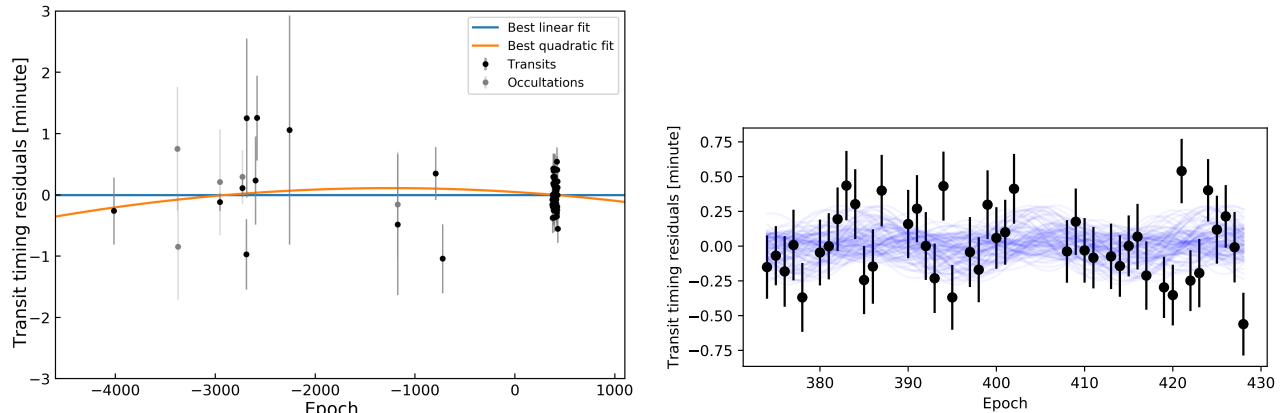 3
2
1
0
−1
−2
−3
Transit timing residuals [minute]
−4000 −3000 −2000 −1000 0 1000
Epoch
Best linear fit
Best quadratic fit
Transits
Occultations
0.75
0.50
0.25
0.00
−0.25
−0.50
−0.75
Transit timing residuals [minute]
380 390 400 410 420 430
Epoch